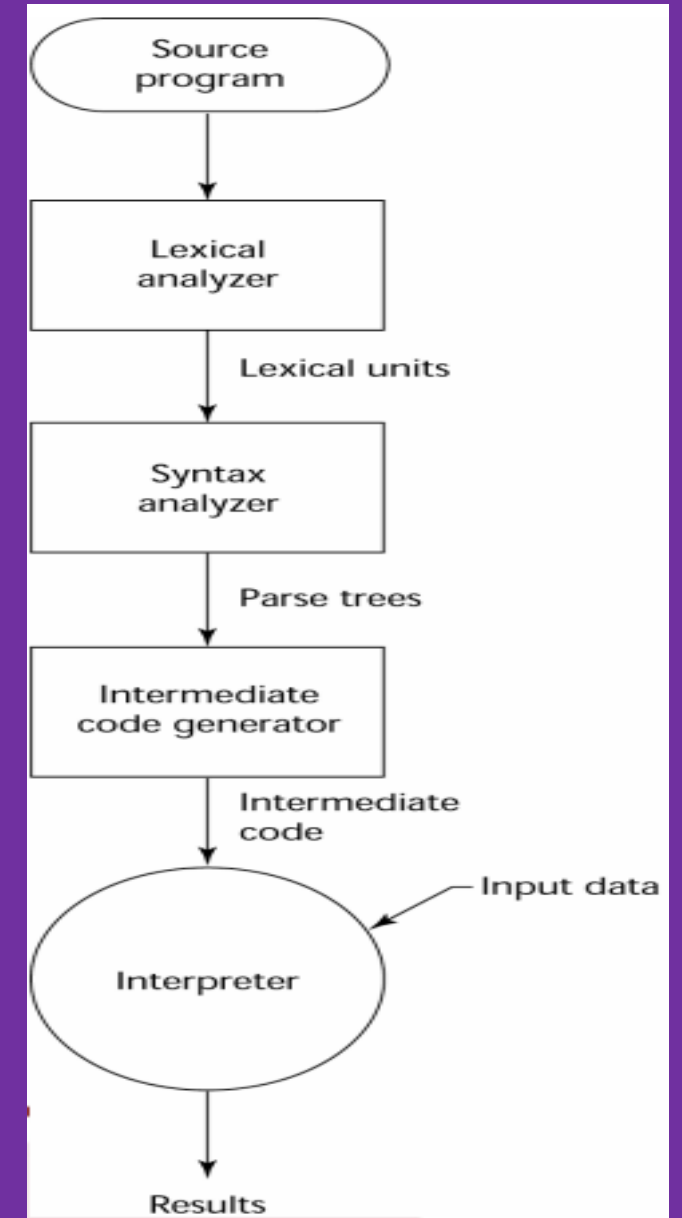 Source
program
Lexical
analyzer
Lexical units
Syntax
analyzer
Parse trees
Intermediate
code generator
Intermediate
code
Input data
Interpreter
Results